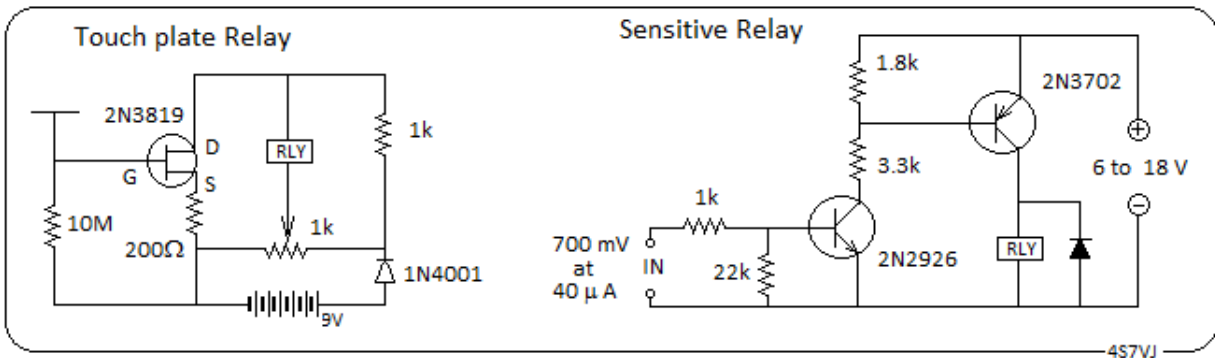 Touch plate Relay
2N3819
D
G
S
RLY
1k
10M
200Ω
1k
1N4001
9V
Sensitive Relay
1.8k
2N3702
3.3k
6 to 18 V
1k
700 mV
at
40 μ A
IN
22k
2N2926
RLY
4S7VJ